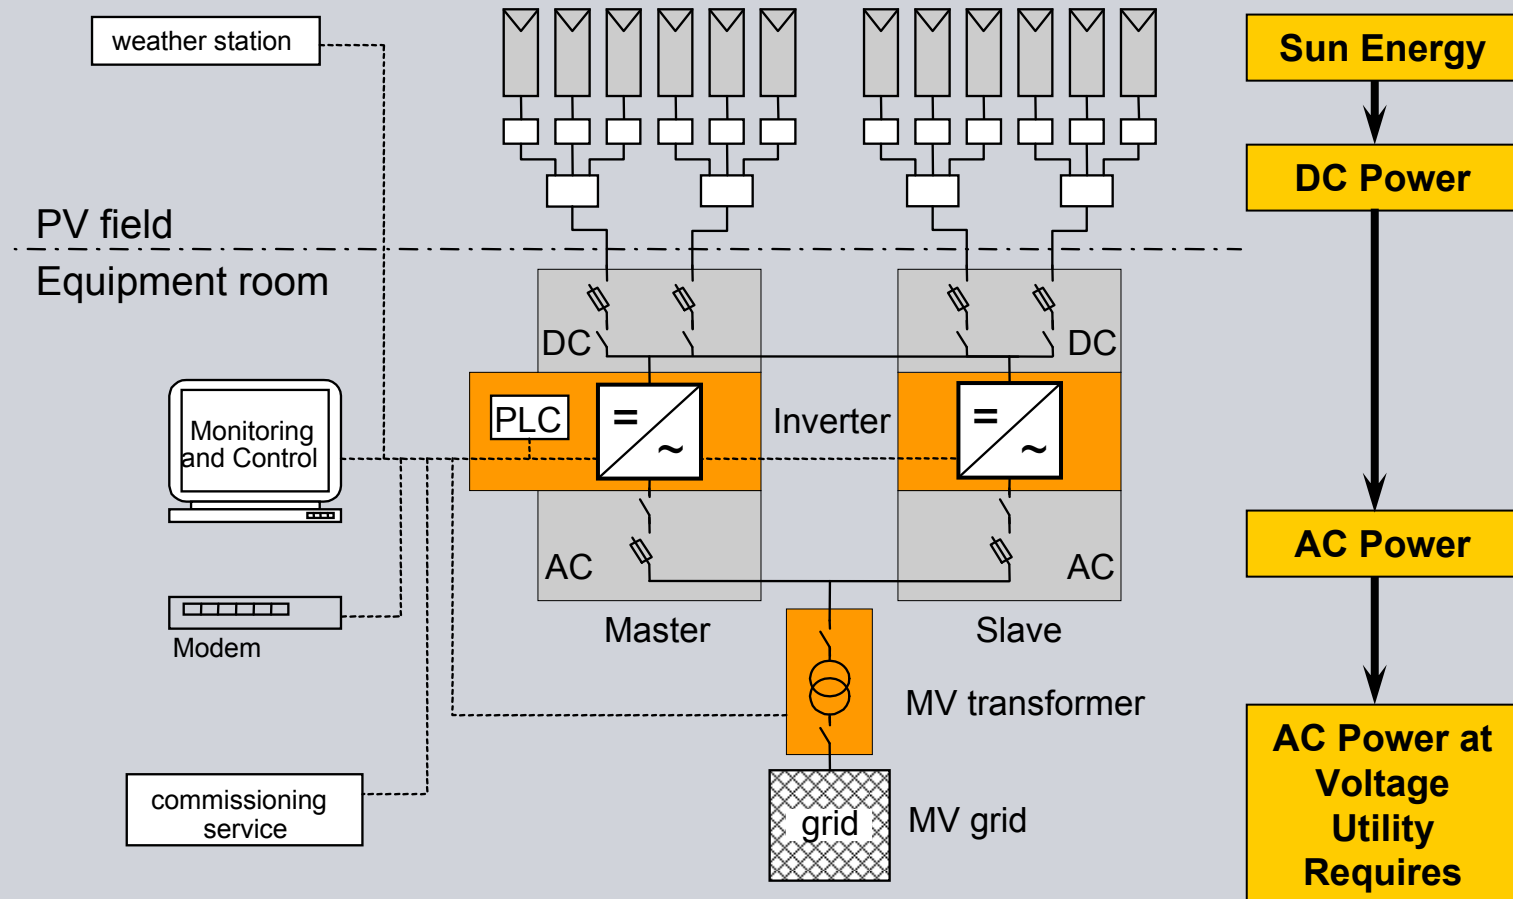 weather station
Sun Energy
DC Power
PV field
Equipment room
DC
DC
PLC
=
~
Inverter
=
~
Monitoring
and Control
AC Power
AC
AC
Modem
Master
Slave
MV transformer
AC Power at
Voltage
Utility
Requires
commissioning
service
grid
MV grid